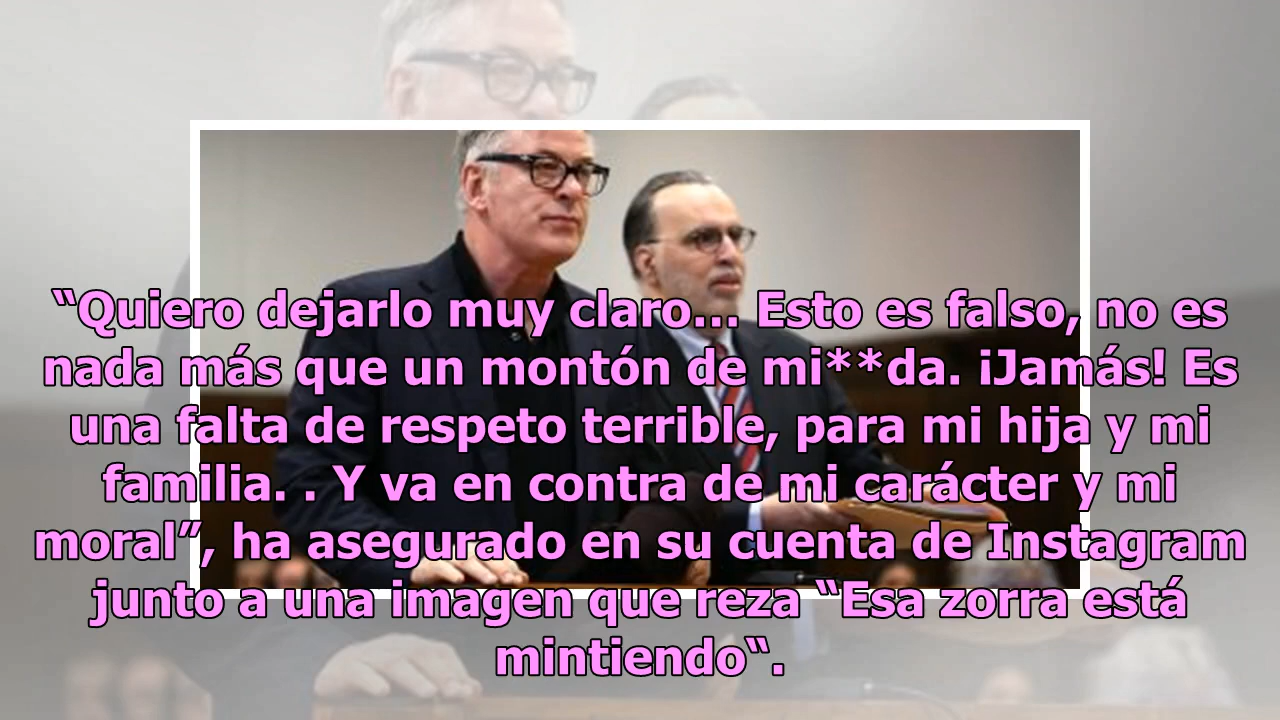 “Quiero dejarlo muy claro... Esto es falso, no es
nada más que un montón de mi**da. ¡Jamás! Es
una falta de respeto terrible, para mi hija y mi
familia. . Y va en contra de mi carácter y mi
moral”, ha asegurado en su cuenta de Instagram
junto a una imagen que reza “Esa zorra está
mintiendo“.